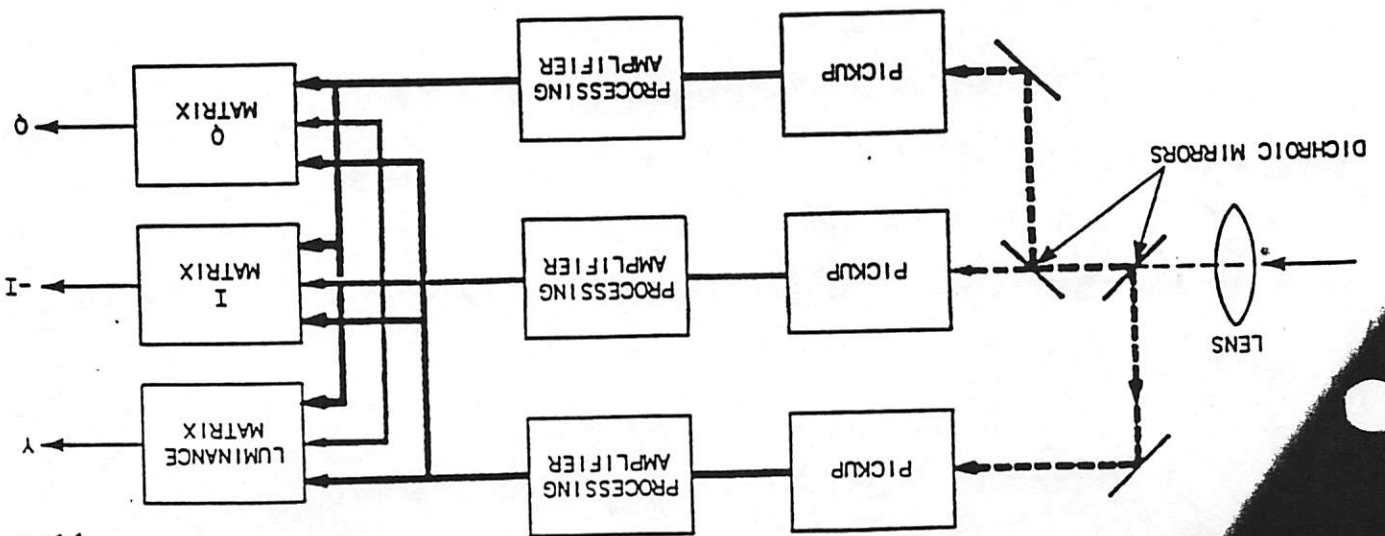 PICKUP
PROCESSING
AMPLIFIER
LUMINANCE
MATRIX
Y
LENS
PICKUP
PROCESSING
AMPLIFIER
I
MATRIX
-I
DICHROIC MIRRORS
PICKUP
PROCESSING
AMPLIFIER
Q
MATRIX
Q